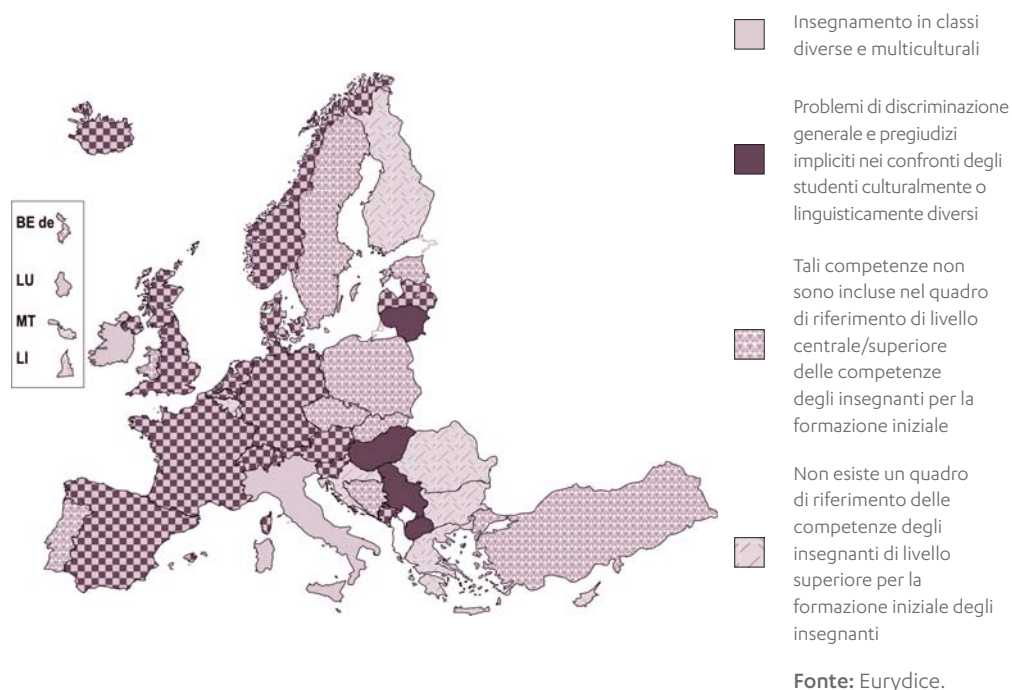 Insegnamento in classi
diverse e multiculturali
Problemi di discriminazione
generale e pregiudizi
impliciti nei confronti degli
studenti culturalmente o
linguisticamente diversi
Tali competenze non
sono incluse nel quadro
di riferimento di livello
centrale/superiore
delle competenze
degli insegnanti per la
formazione iniziale
Non esiste un quadro
di riferimento delle
competenze degli
insegnanti di livello
superiore per la
formazione iniziale degli
insegnanti
Fonte: Eurydice.
BE de
LU
MT
LI